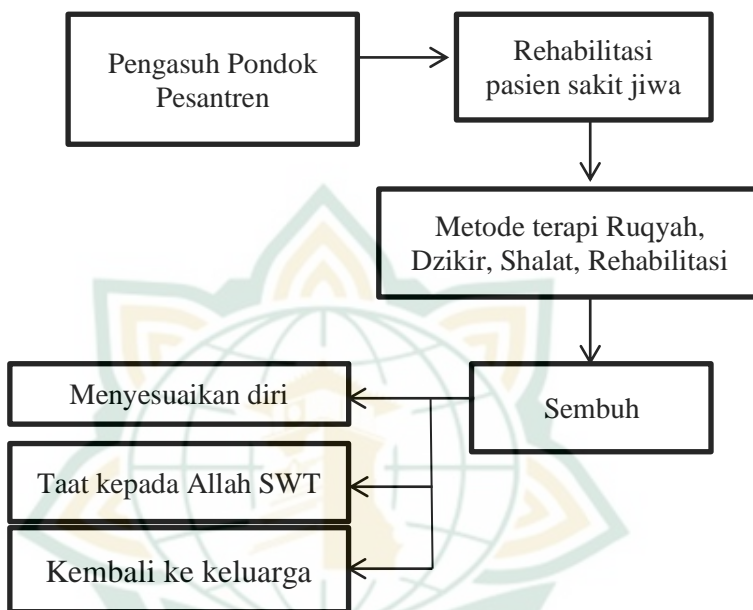 Pengasuh Pondok
Pesantren
Rehabilitasi
pasien sakit jiwa
Metode terapi Ruqyah,
Dzikir, Shalat, Rehabilitasi
Sembuh
Menyesuaikan diri
Taat kepada Allah SWT
Kembali ke keluarga